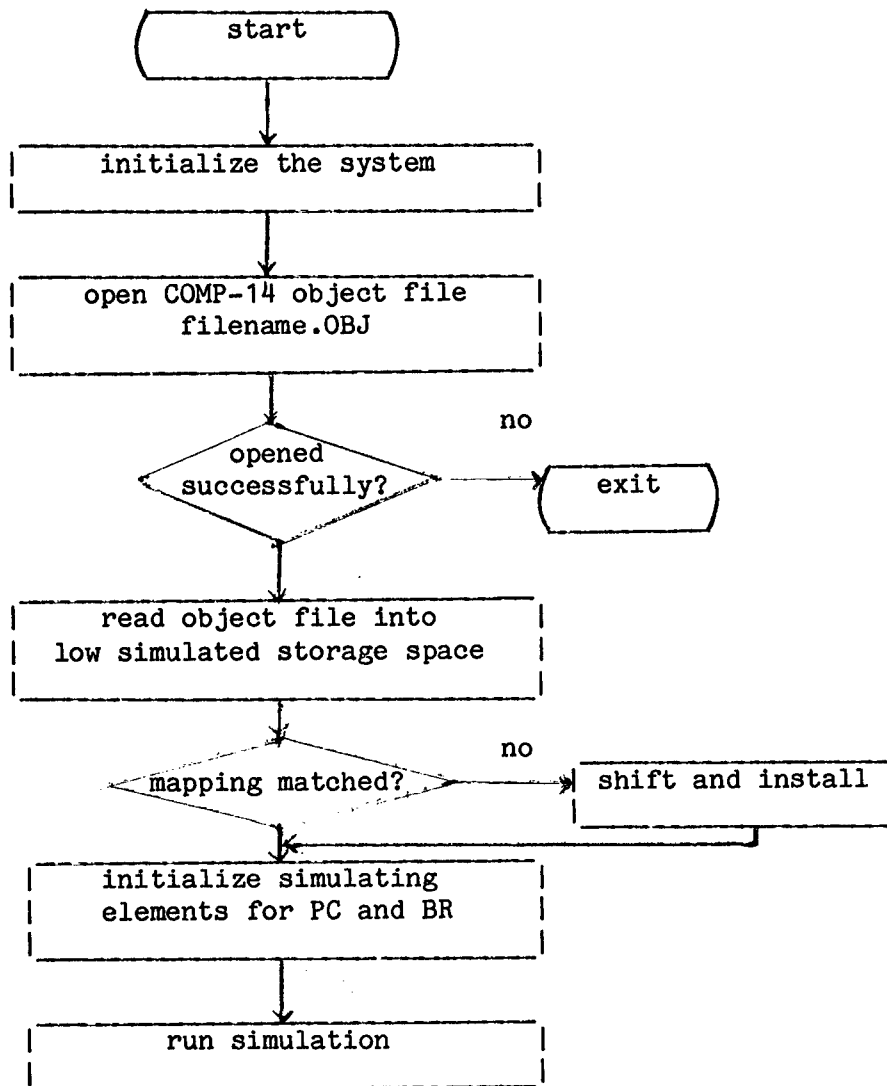 start
initialize the system
open COMP-14 object file
filename.OBJ
no
opened
successfully?
exit
read object file into
low simulated storage space
no
mapping matched?
shift and install
initialize simulating
elements for PC and BR
run simulation